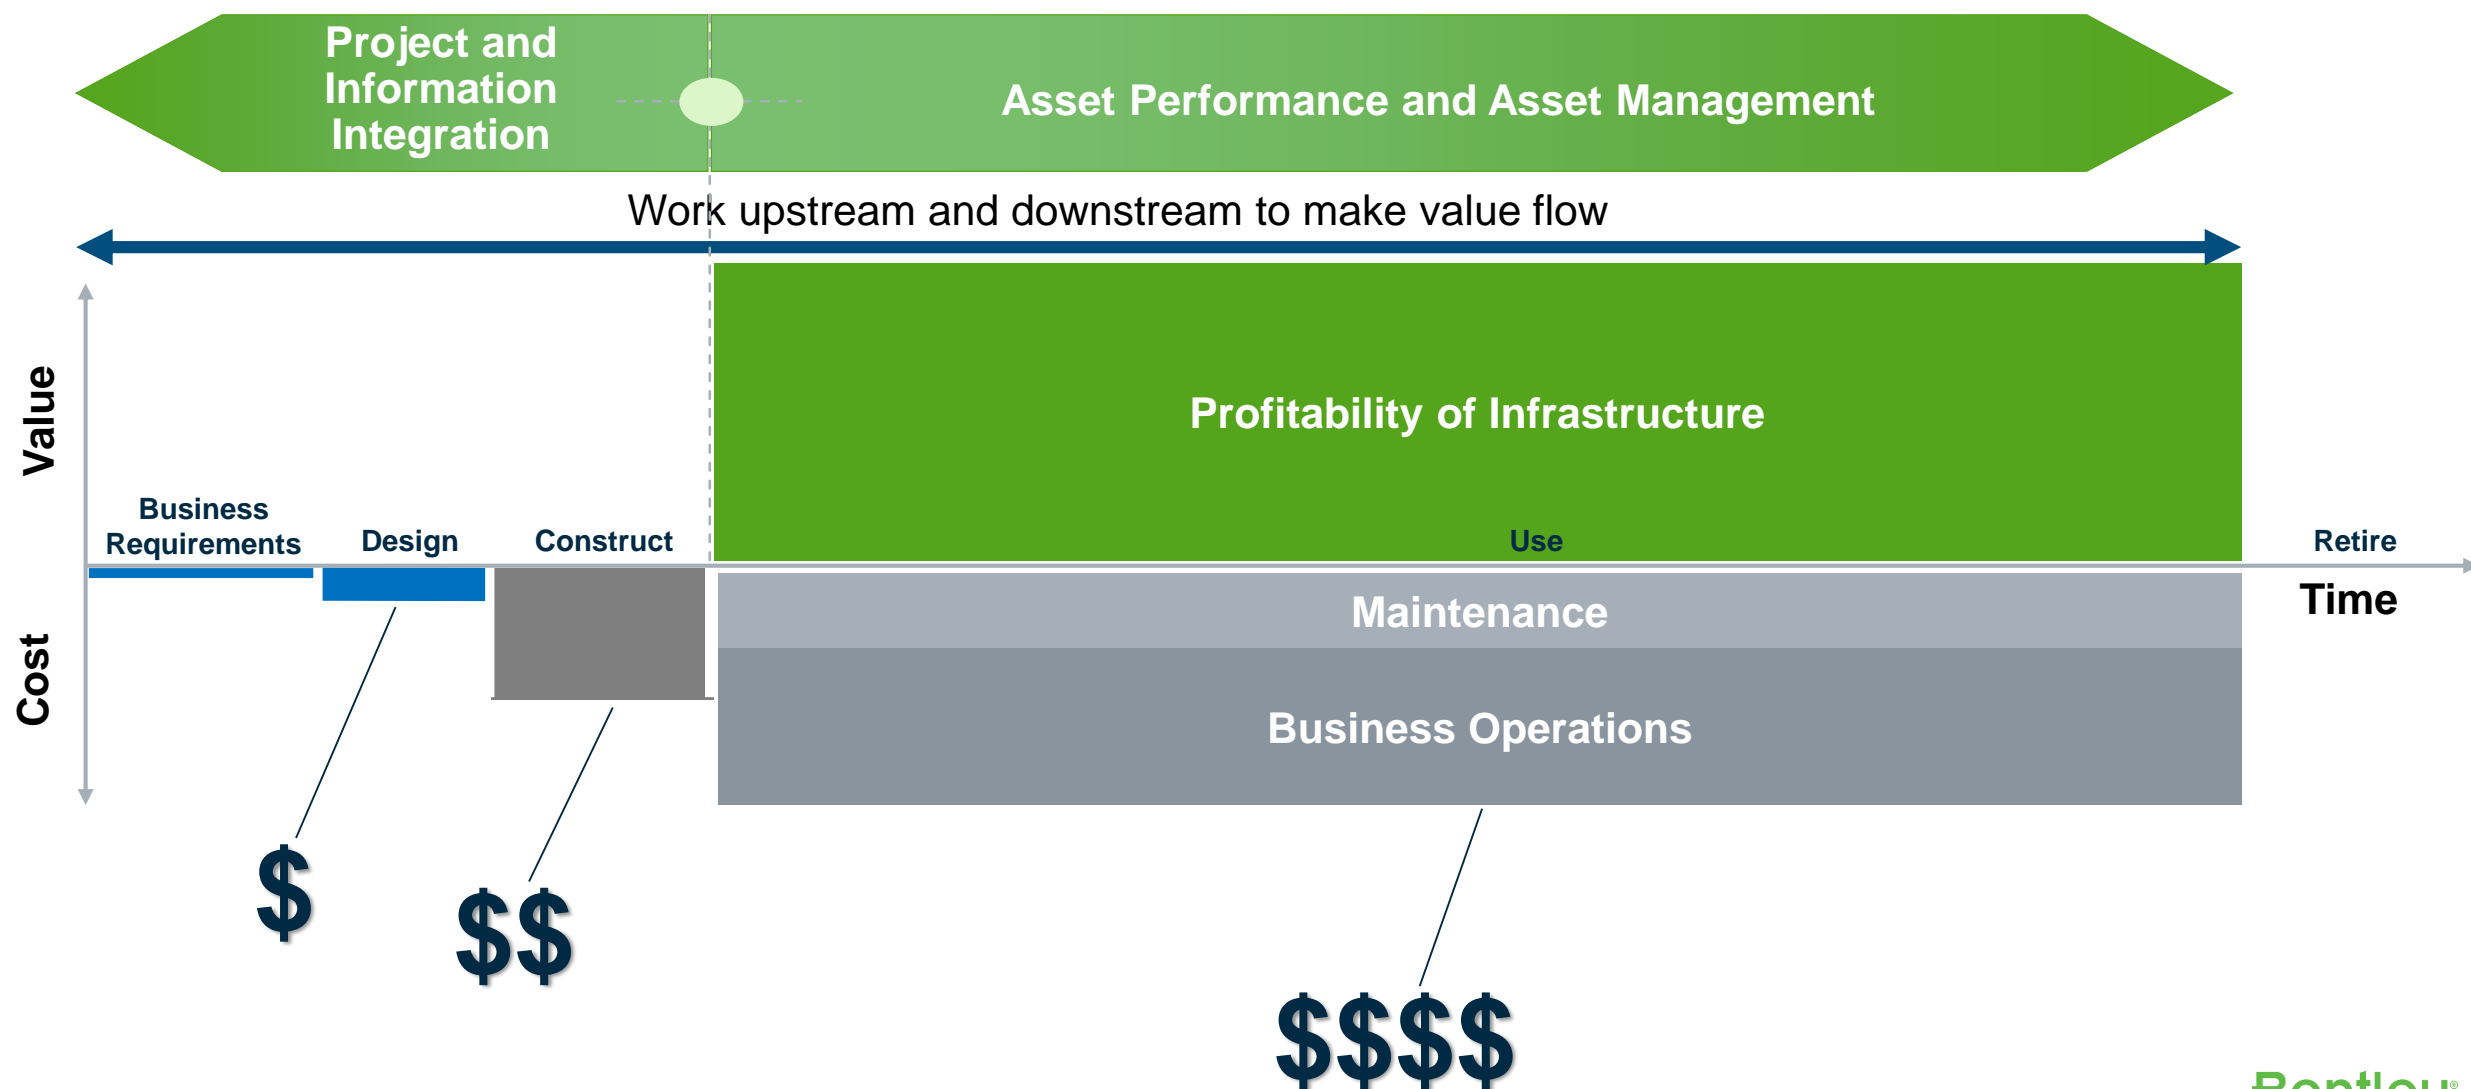 Project and
Information
Integration
Asset Performance and Asset Management
Work upstream and downstream to make value flow
Value
Profitability of Infrastructure
Business
Requirements
Design
Construct
Use
Retire
Time
Cost
Maintenance
Business Operations
$
$$
$$$$